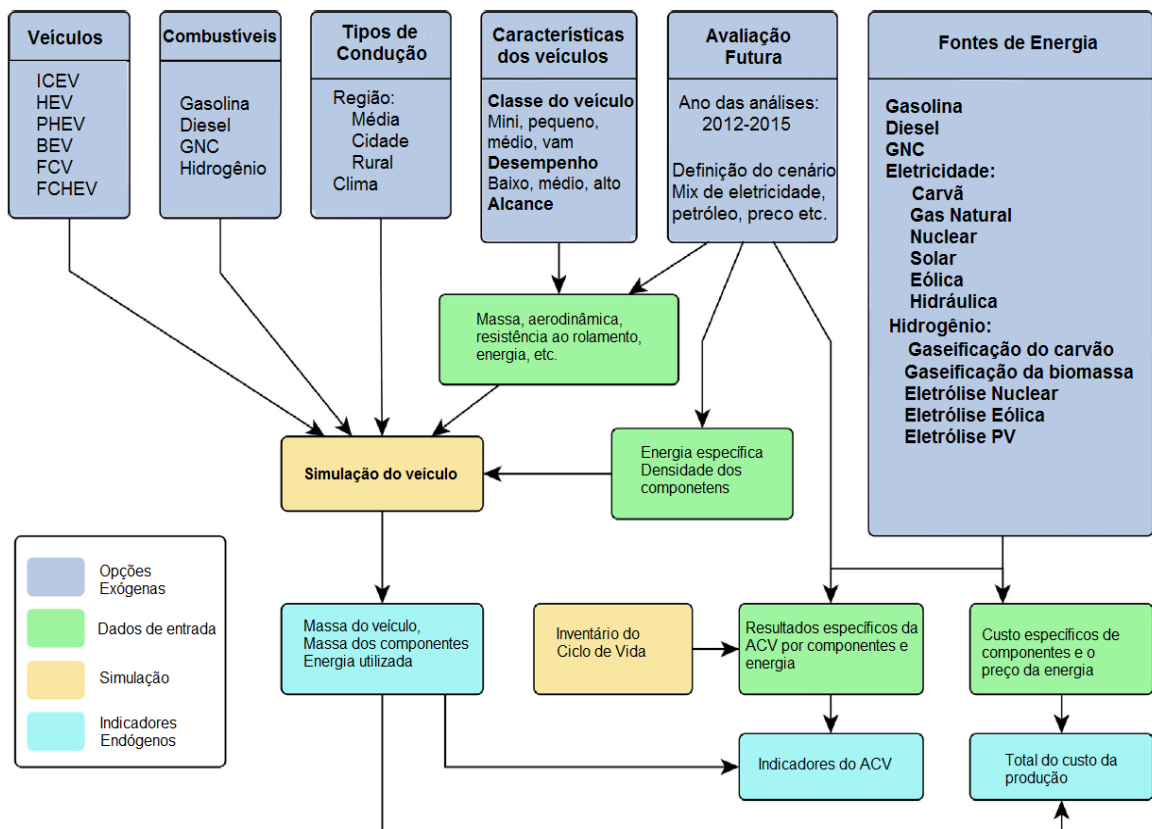 Veículos
ICEV
HEV
PHEV
BEV
FCV
FCHEV
Combustíveis
Gasolina
Diesel
GNC
Hidrogênio
Tipos de
Condução
Região:
Média
Cidade
Rural
Clima
Características
dos veículos
Classe do veículo
Mini, pequeno,
médio, vam
Desempenho
Baixo, médio, alto
Alcance
Avaliação
Futura
Ano das análises:
2012-2015
Definição do cenário
Mix de eletricidade,
petróleo, preco etc.
Fontes de Energia
Gasolina
Diesel
GNC
Eletricidade:
Carvã
Gas Natural
Nuclear
Solar
Eólica
Hidráulica
Hidrogênio:
Gaseificação do carvão
Gaseificação da biomassa
Eletrólise Nuclear
Eletrólise Eólica
Eletrólise PV
Massa, aerodinâmica,
resistência ao rolamento,
energia, etc.
Simulação do veículo
Energia específica
Densidade dos
componetens
Opções
Exógenas
Dados de entrada
Simulação
Indicadores
Endógenos
Massa do veículo,
Massa dos componentes
Energia utilizada
Inventário do
Ciclo de Vida
Resultados específicos da
ACV por componentes e
energia
Custo específicos de
componentes e o
preço da energia
Indicadores do ACV
Total do custo da
produção